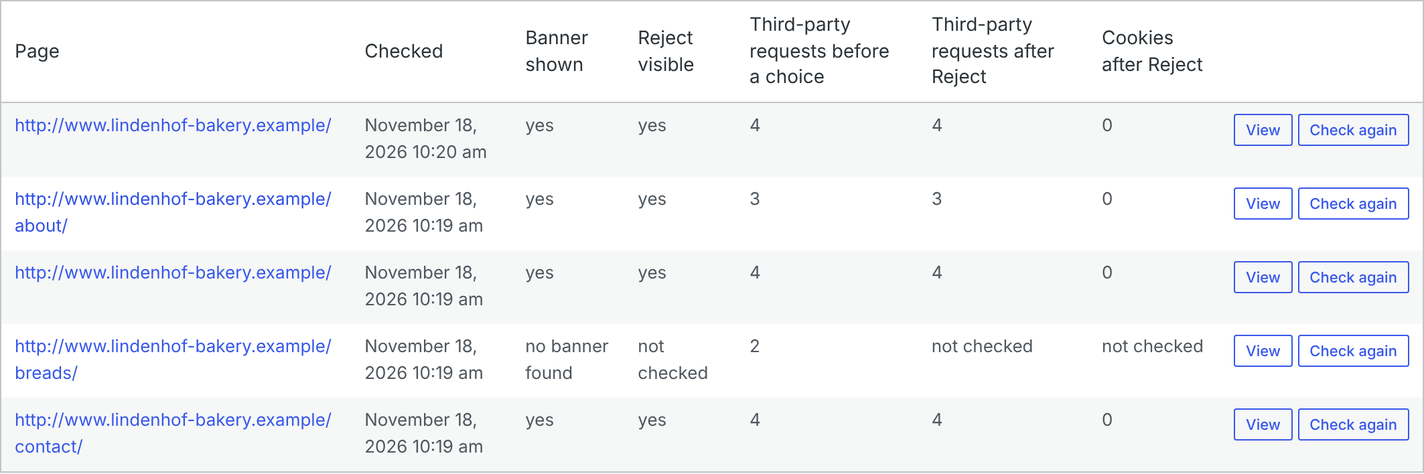 Page
Checked
Banner
shown
Reject
visible
Third-party
requests before
a choice
Third-party
requests after
Reject
Cookies
after Reject
http://www.lindenhof-bakery.example/
November 18,
2026 10:20 am
yes
yes
4
4
0
View
Check again
http://www.lindenhof-bakery.example/
about/
November 18,
2026 10:19 am
yes
yes
3
3
0
View
Check again
http://www.lindenhof-bakery.example/
November 18,
2026 10:19 am
yes
yes
4
4
0
View
Check again
http://www.lindenhof-bakery.example/
breads/
November 18,
2026 10:19 am
no banner
found
not
checked
2
not checked
not checked
View
Check again
http://www.lindenhof-bakery.example/
contact/
November 18,
2026 10:19 am
yes
yes
4
4
0
View
Check again